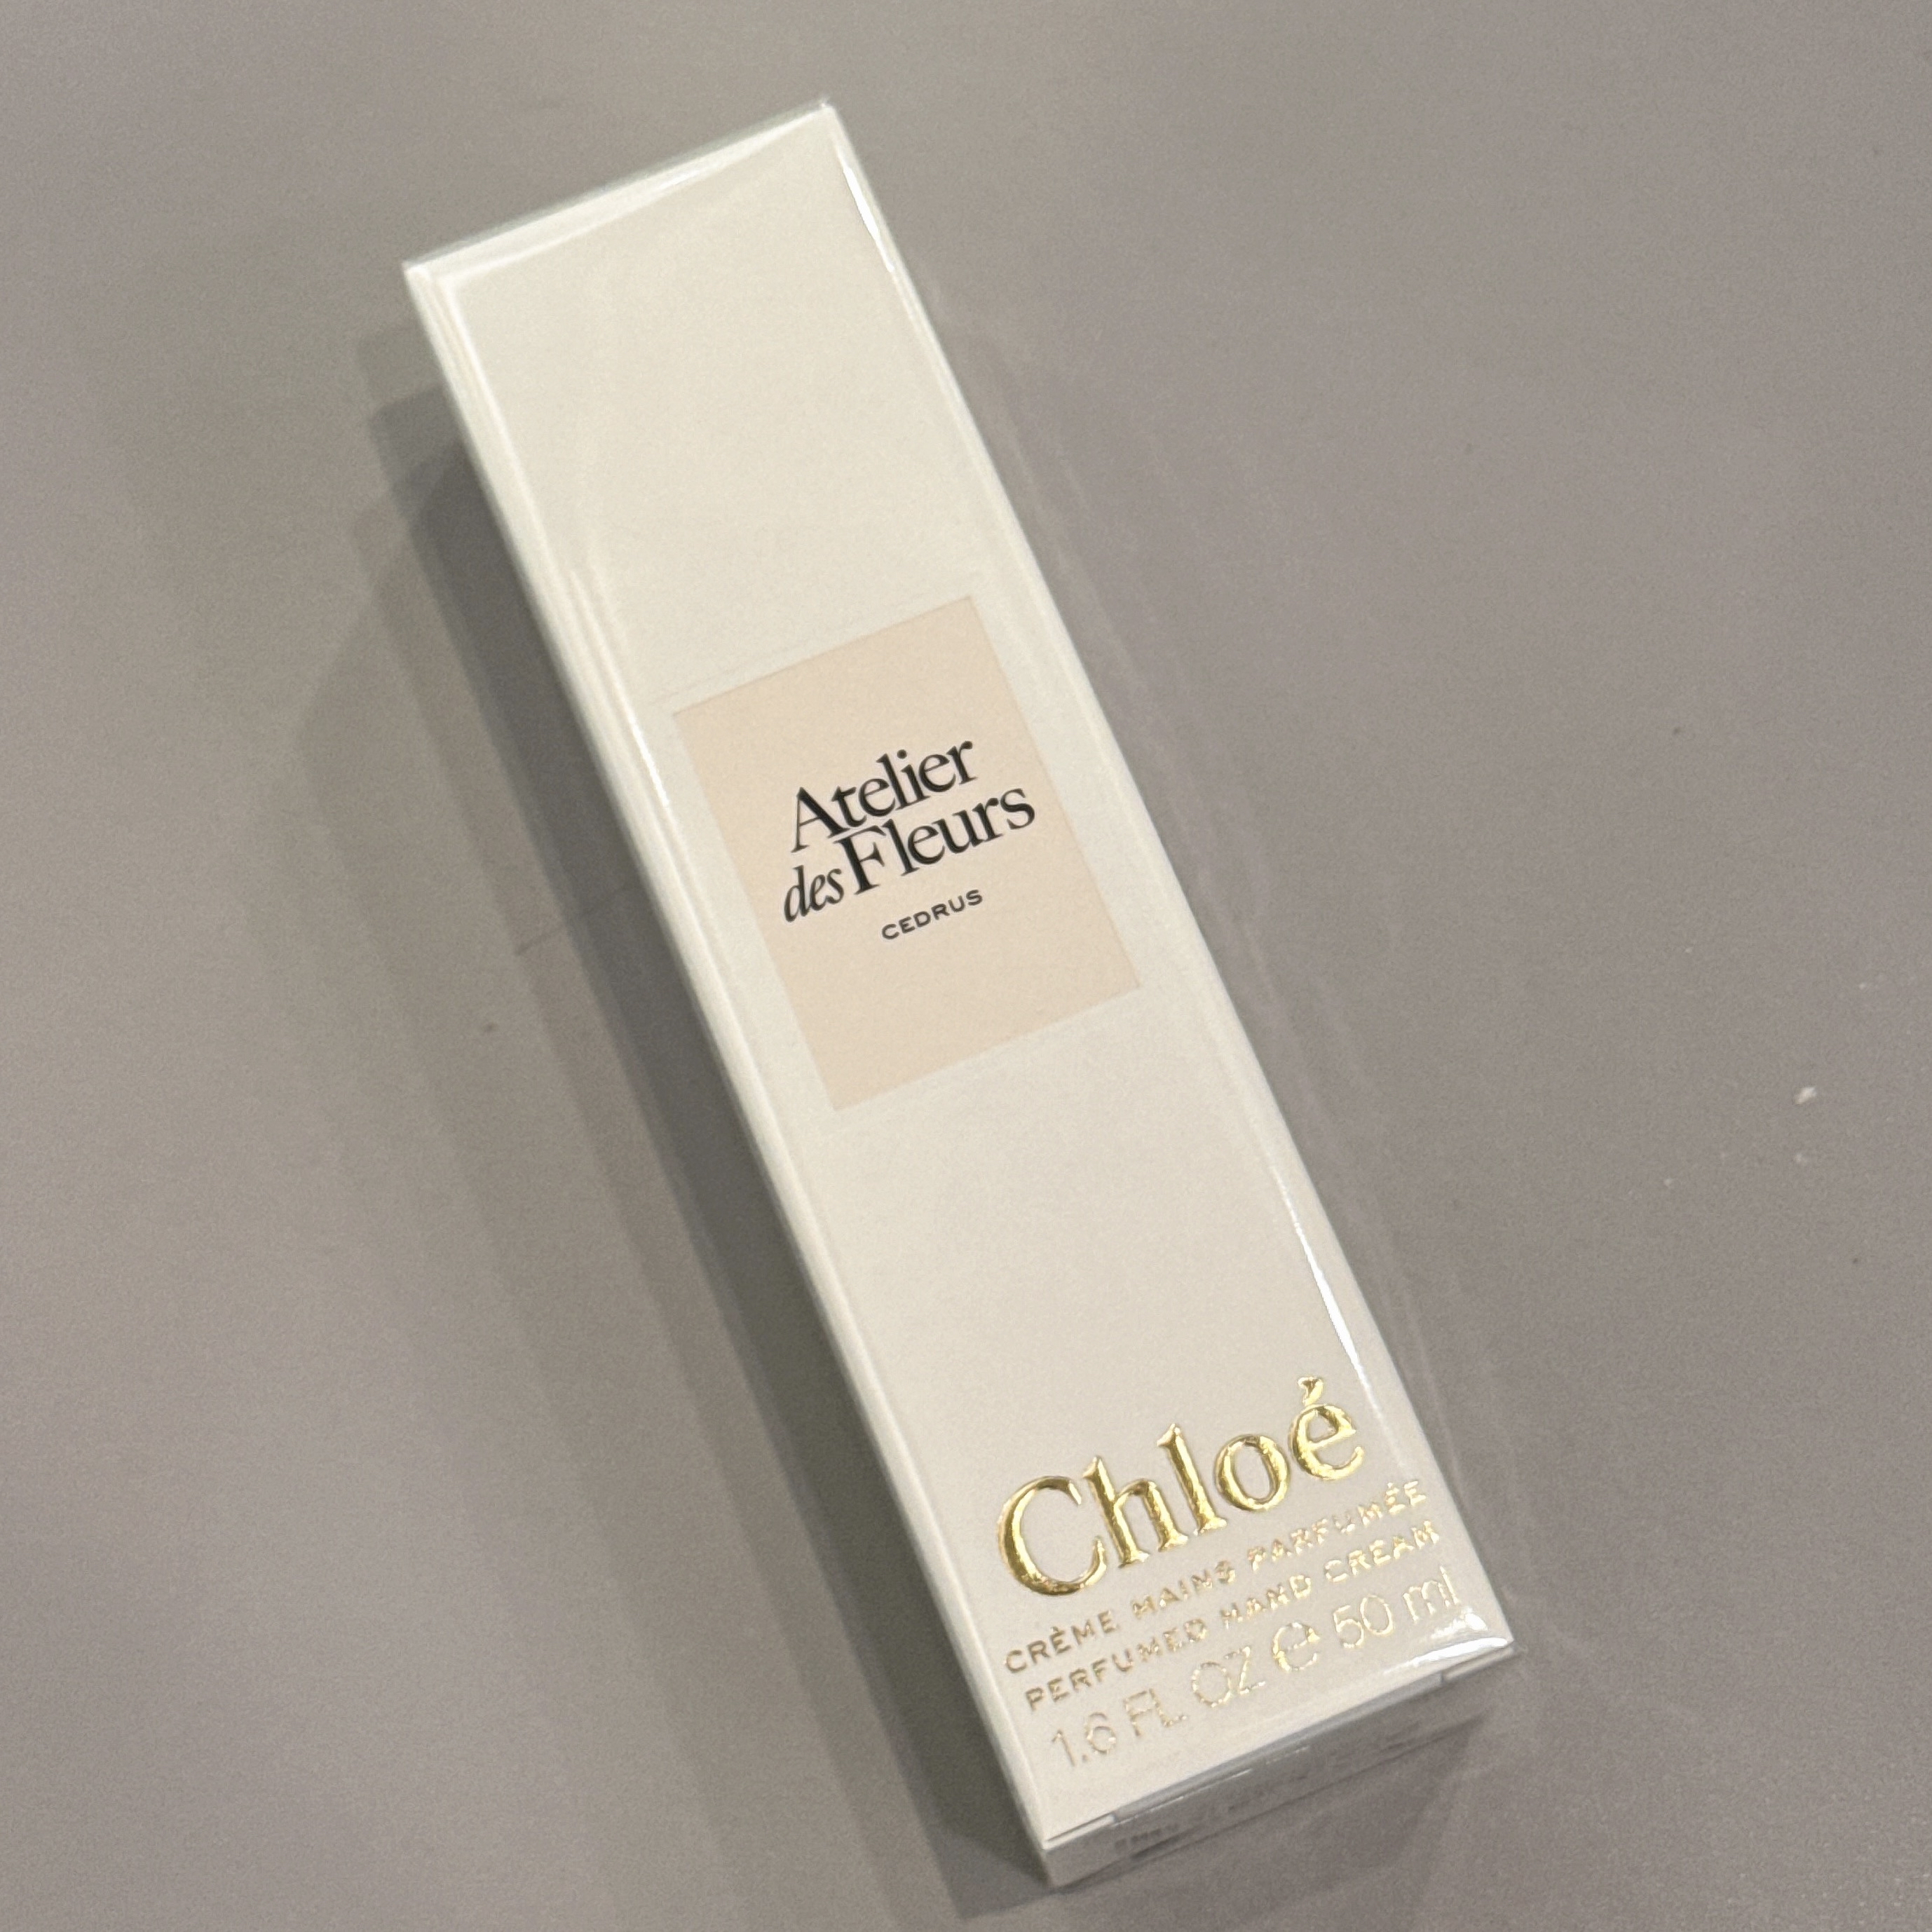 Atelier
des Fleurs
CEDRUS
Chloé
CRÈME MAINS PARFUMÉE
PERFUMED HAND CREAM
1.6 FL. OZ ℮ 50 ml